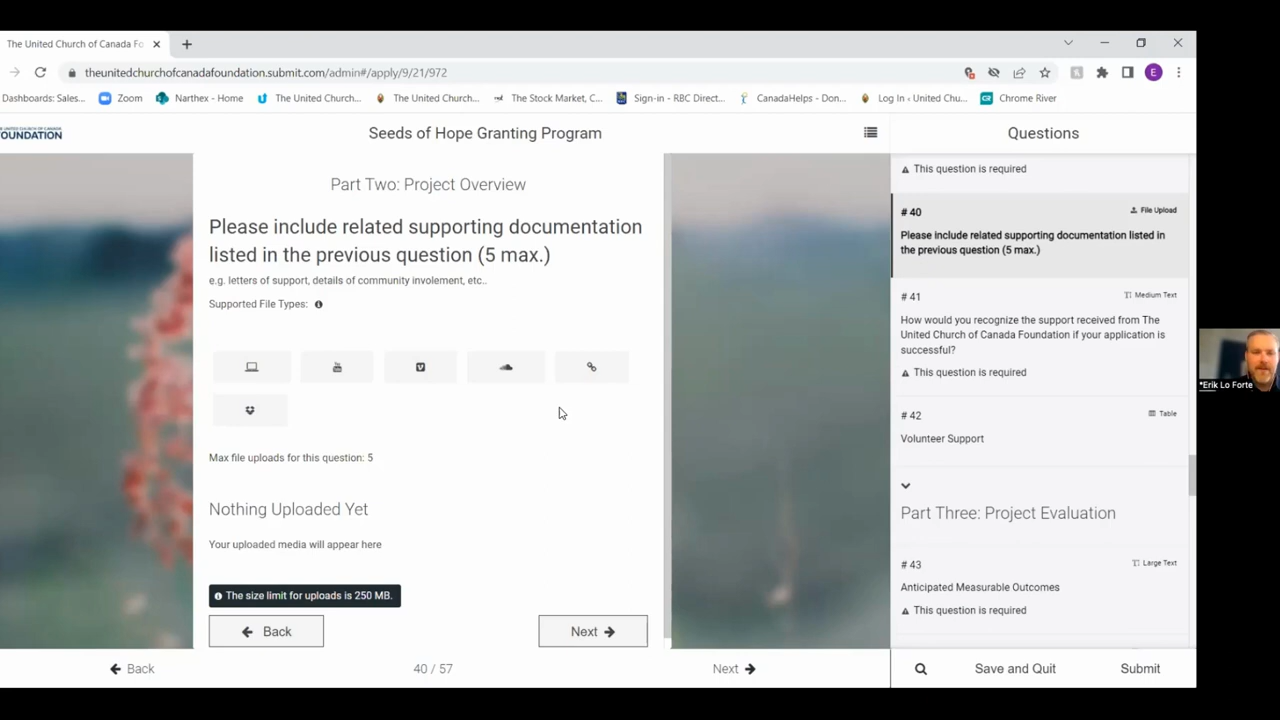 The United Church of Canada Fo
theunitedchurchofcanadafoundation.submit.com/admin#/apply/9/21/972
E
Dashboards: Sales...
Zoom
Narthex - Home
The United Church...
The United Church...
The Stock Market, C...
Sign-in - RBC Direct...
CanadaHelps - Don...
Log In ‹ United Chu...
CR Chrome River
THE UNITED CHURCH OF CANADA
FOUNDATION
Seeds of Hope Granting Program
Questions
Part Two: Project Overview
Please include related supporting documentation
listed in the previous question (5 max.)
e.g. letters of support, details of community involement, etc..
Supported File Types:
Max file uploads for this question: 5
Nothing Uploaded Yet
Your uploaded media will appear here
The size limit for uploads is 250 MB.
Back
Next
Back
40 / 57
Next
This question is required
# 40
File Upload
Please include related supporting documentation listed in
the previous question (5 max.)
# 41
Medium Text
How would you recognize the support received from The
United Church of Canada Foundation if your application is
successful?
This question is required
# 42
Table
Volunteer Support
Part Three: Project Evaluation
# 43
Large Text
Anticipated Measurable Outcomes
This question is required
Save and Quit
Submit
*Erik Lo Forte